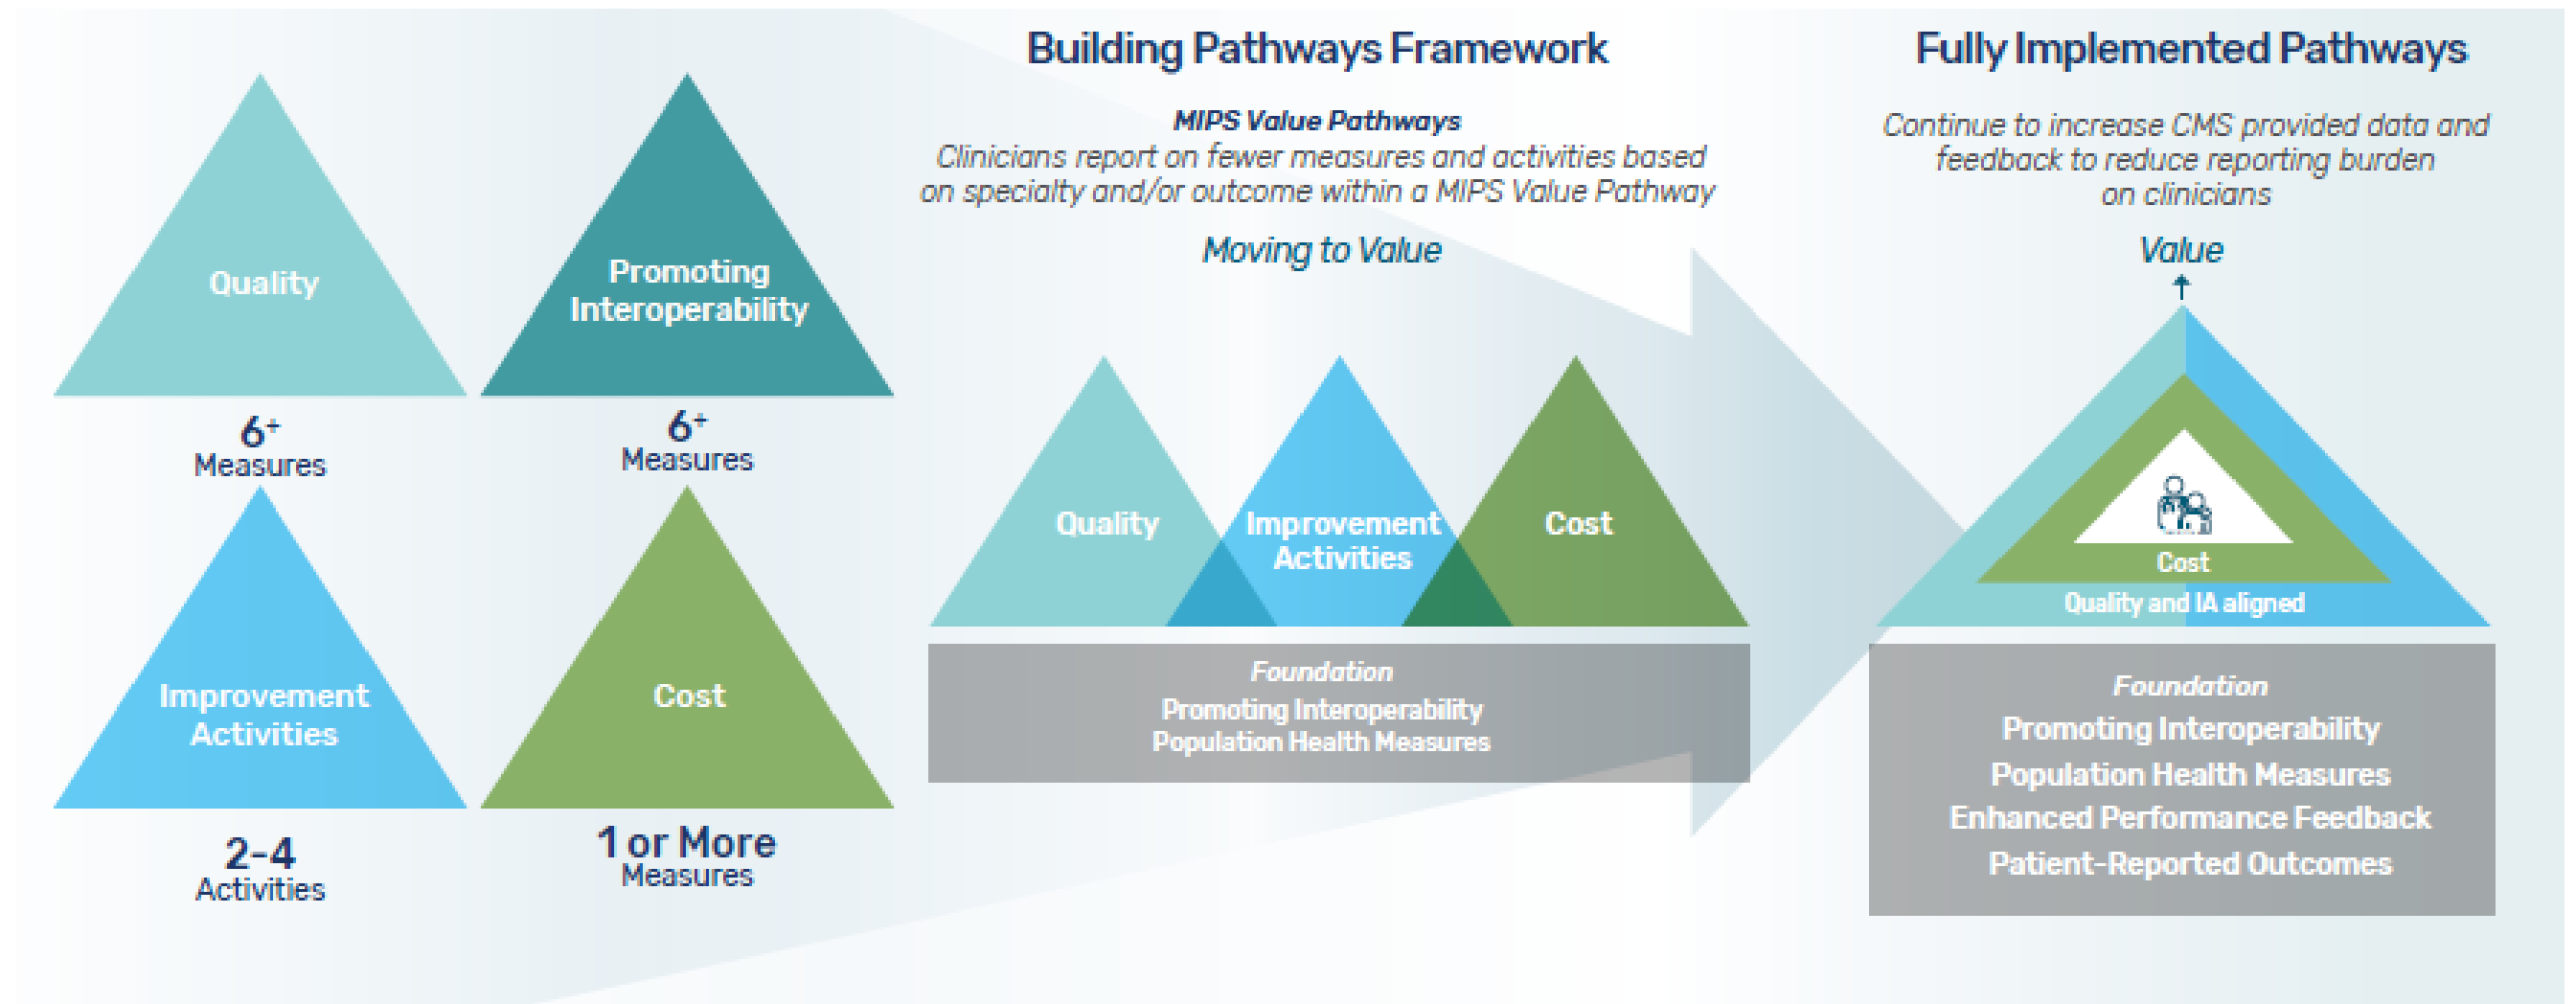 Quality
6+
Measures
Promoting
Interoperability
6+
Measures
Improvement
Activities
2-4
Activities
Cost
1 or More
Measures
Building Pathways Framework
MIPS Value Pathways
Clinicians report on fewer measures and activities based
on specialty and/or outcome within a MIPS Value Pathway
Moving to Value
Quality
Improvement
Activities
Cost
Foundation
Promoting Interoperability
Population Health Measures
Fully Implemented Pathways
Continue to increase CMS provided data and
feedback to reduce reporting burden
on clinicians
Value
Cost
Quality and IA aligned
Foundation
Promoting Interoperability
Population Health Measures
Enhanced Performance Feedback
Patient-Reported Outcomes